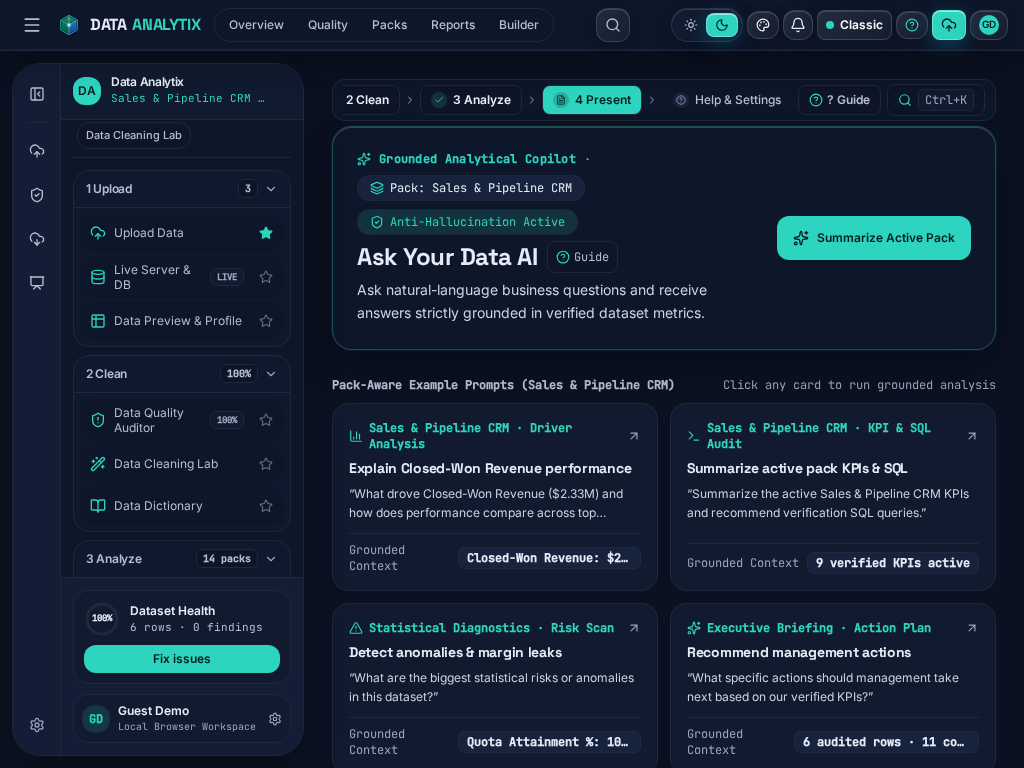 DATA ANALYTIX
Overview
Quality
Packs
Reports
Builder
Classic
GD
DA
Data Analytix
Sales & Pipeline CRM …
Data Cleaning Lab
1 Upload
3
Upload Data
Live Server &
DB
LIVE
Data Preview & Profile
2 Clean
100%
Data Quality
Auditor
100%
Data Cleaning Lab
Data Dictionary
3 Analyze
14 packs
100%
Dataset Health
6 rows · 0 findings
Fix issues
GD
Guest Demo
Local Browser Workspace
2 Clean
3 Analyze
4 Present
Help & Settings
? Guide
Ctrl+K
Grounded Analytical Copilot ·
Pack: Sales & Pipeline CRM
Anti-Hallucination Active
Ask Your Data AI
Guide
Ask natural-language business questions and receive
answers strictly grounded in verified dataset metrics.
Summarize Active Pack
Pack-Aware Example Prompts (Sales & Pipeline CRM)
Click any card to run grounded analysis
Sales & Pipeline CRM · Driver
Analysis
Explain Closed-Won Revenue performance
“What drove Closed-Won Revenue ($2.33M) and
how does performance compare across top…
Grounded
Context
Closed-Won Revenue: $2…
Sales & Pipeline CRM · KPI & SQL
Audit
Summarize active pack KPIs & SQL
“Summarize the active Sales & Pipeline CRM KPIs
and recommend verification SQL queries.”
Grounded Context
9 verified KPIs active
Statistical Diagnostics · Risk Scan
Detect anomalies & margin leaks
“What are the biggest statistical risks or anomalies
in this dataset?”
Grounded
Context
Quota Attainment %: 10…
Executive Briefing · Action Plan
Recommend management actions
“What specific actions should management take
next based on our verified KPIs?”
Grounded
Context
6 audited rows · 11 co…